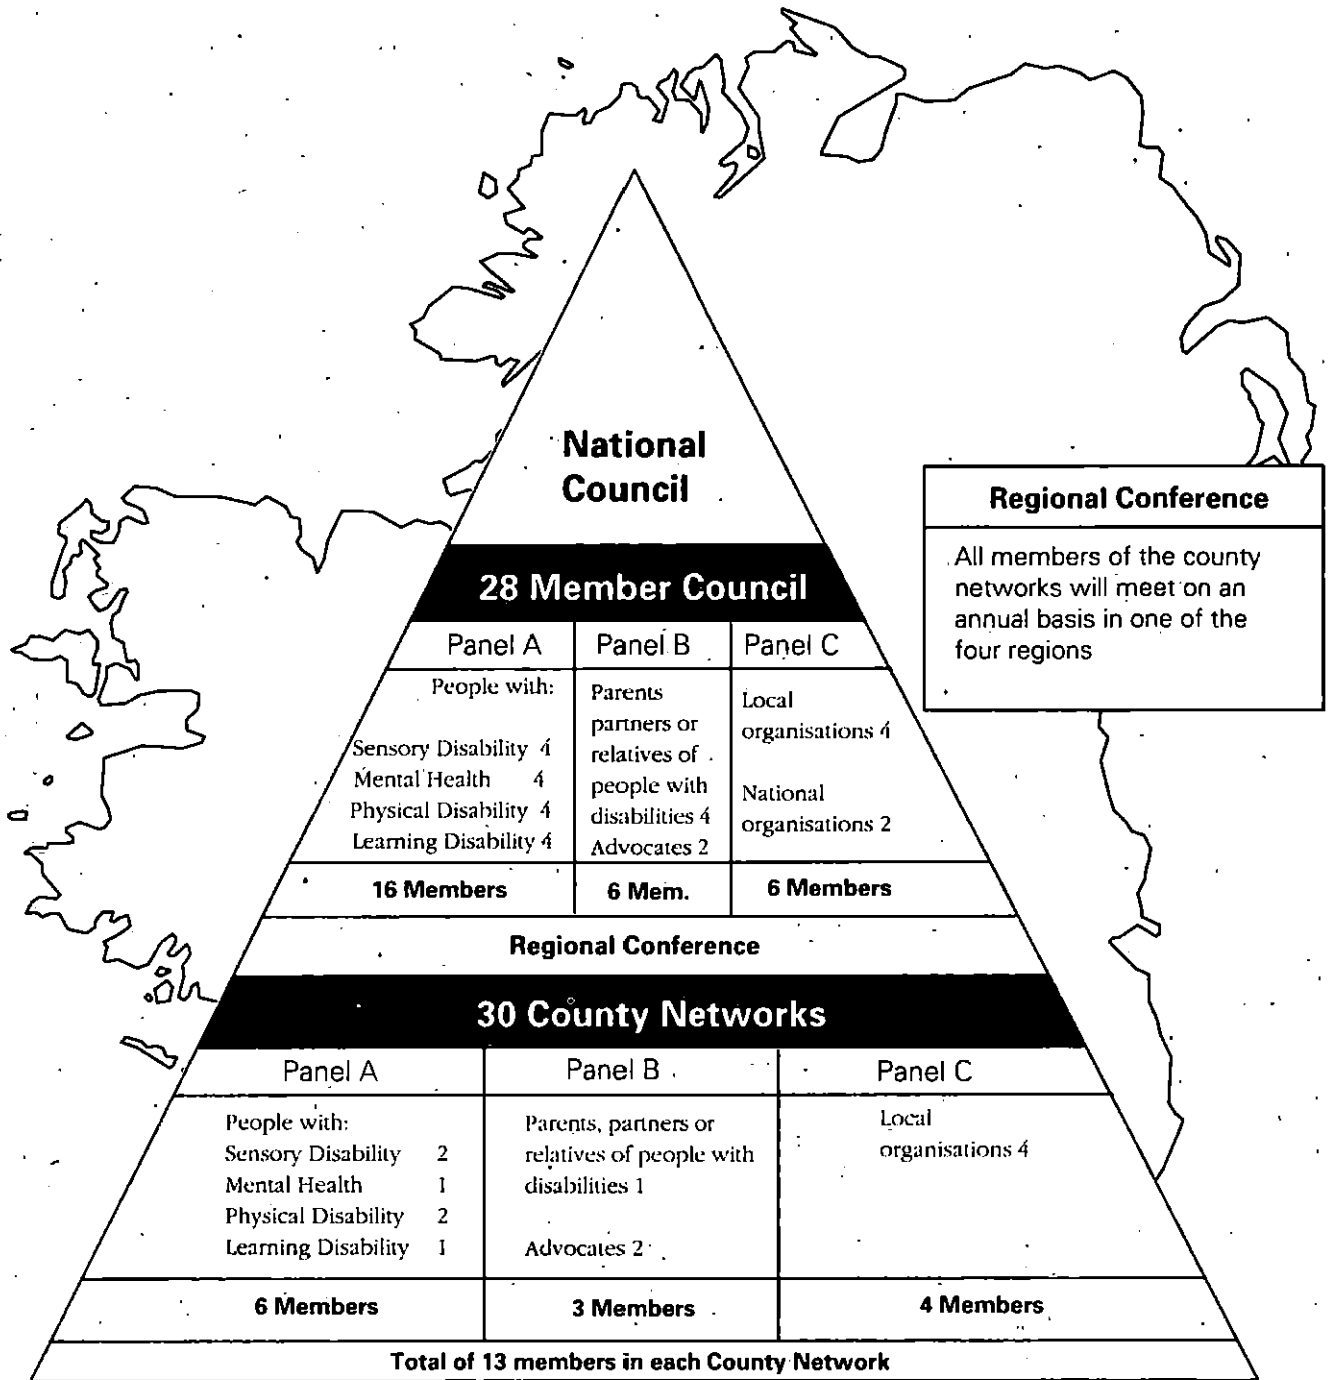 National
Council
28 Member Council
Panel A
People with:
Sensory Disability 4
Mental Health 4
Physical Disability 4
Learning Disability 4
16 Members
Panel B
Parents
partners or
relatives of
people with
disabilities 4
Advocates 2
6 Mem.
Panel C
Local
organisations 4
National
organisations 2
6 Members
Regional Conference
30 County Networks
Panel A
People with:
Sensory Disability 2
Mental Health 1
Physical Disability 2
Learning Disability 1
6 Members
Panel B
Parents, partners or
relatives of people with
disabilities 1
Advocates 2
3 Members
Panel C
Local
organisations 4
4 Members
Total of 13 members in each County Network
Regional Conference
All members of the county
networks will meet on an
annual basis in one of the
four regions